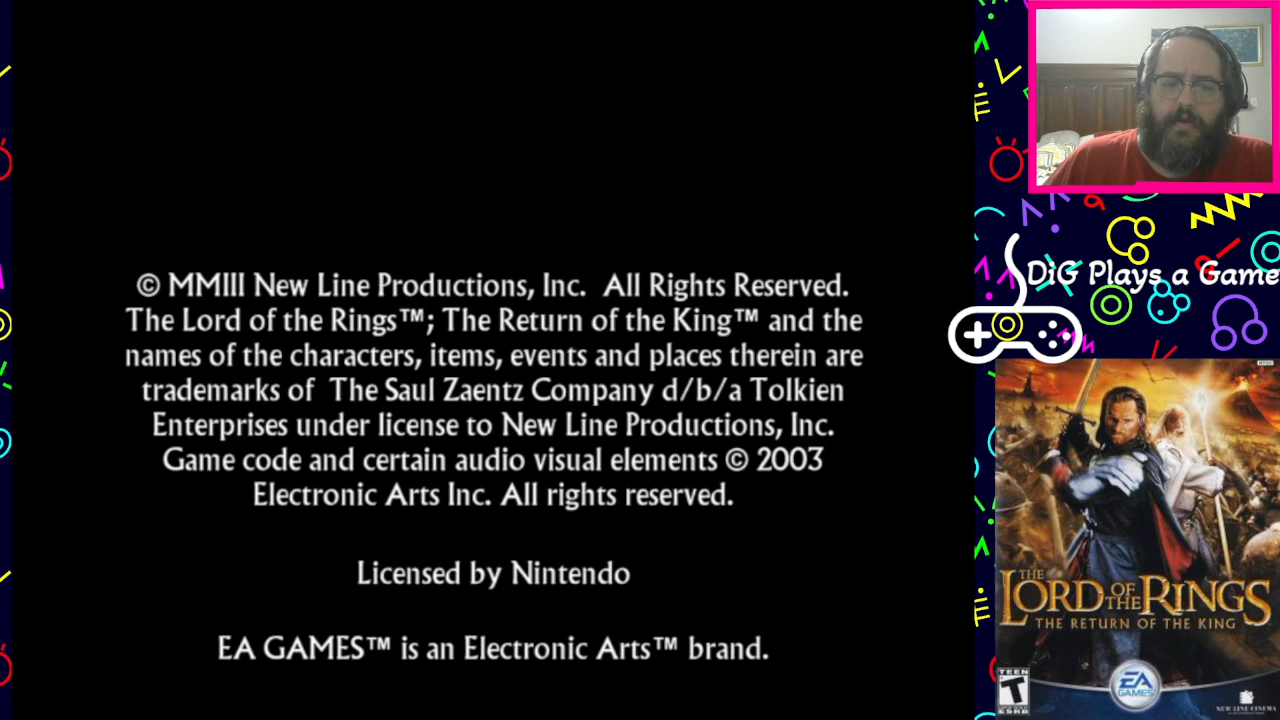 © MMIII New Line Productions, Inc.  All Rights Reserved.
The Lord of the Rings™; The Return of the King™ and the
names of the characters, items, events and places therein are
trademarks of  The Saul Zaentz Company d/b/a Tolkien
Enterprises under license to New Line Productions, Inc.
Game code and certain audio visual elements © 2003
Electronic Arts Inc. All rights reserved.
Licensed by Nintendo
EA GAMES™ is an Electronic Arts™ brand.
DiG Plays a Game
THE
LORD OF THE RINGS
THE RETURN OF THE KING
TEEN
T
ESRB
EA
GAMES
NEW LINE CINEMA